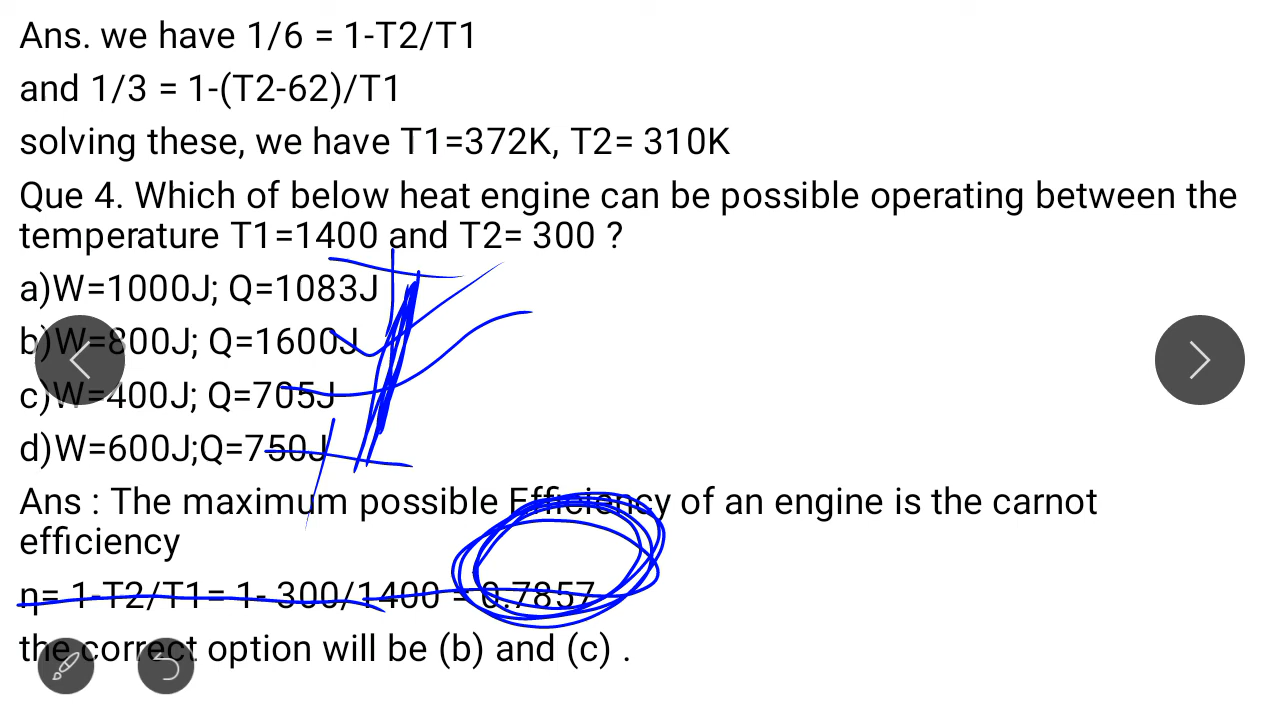 Ans. we have 1/6 = 1-T2/T1
and 1/3 = 1-(T2-62)/T1
solving these, we have T1=372K, T2= 310K
Que 4. Which of below heat engine can be possible operating between the
temperature T1=1400 and T2= 300 ?
a)W=1000J; Q=1083J
b)W=800J; Q=1600J
c)W=400J; Q=705J
d)W=600J;Q=750J
Ans : The maximum possible Efficiency of an engine is the carnot
efficiency
η= 1-T2/T1= 1- 300/1400 = 0.7857
the correct option will be (b) and (c) .